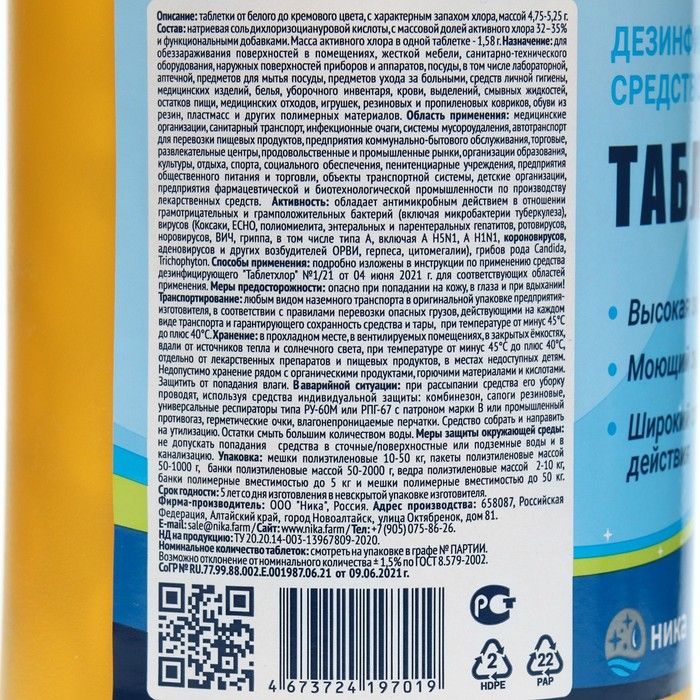 Описание: таблетки от белого до кремового цвета, с характерным запахом хлора, массой 4,75-5,25 г.
Состав: натриевая соль дихлоризоциануровой кислоты, с массовой долей активного хлора 32–35%
и функциональными добавками. Масса активного хлора в одной таблетке - 1,58 г. Назначение: для
обеззараживания поверхностей в помещениях, жесткой мебели, санитарно-технического
оборудования, наружных поверхностей приборов и аппаратов, посуды, в том числе лабораторной,
аптечной, предметов для мытья посуды, предметов ухода за больными, средств личной гигиены,
медицинских изделий, белья, уборочного инвентаря, крови, выделений, смывных жидкостей,
остатков пищи, медицинских отходов, игрушек, резиновых и пропиленовых ковриков, обуви из
резин, пластмасс и других полимерных материалов. Область применения: медицинские
организации, санитарный транспорт, инфекционные очаги, системы мусороудаления, автотранспорт
для перевозки пищевых продуктов, предприятия коммунально-бытового обслуживания, торговые,
развлекательные центры, продовольственные и промышленные рынки, организации образования,
культуры, отдыха, спорта, социального обеспечения, пенитенциарные учреждения, предприятия
общественного питания и торговли, объекты транспортной системы, детские организации,
предприятия фармацевтической и биотехнологической промышленности по производству
лекарственных средств. Активность: обладает антимикробным действием в отношении
грамотрицательных и грамположительных бактерий (включая микробактерии туберкулеза),
вирусов (Коксаки, ECHO, полиомиелита, энтеральных и парентеральных гепатитов, ротовирусов,
норовирусов, ВИЧ, гриппа, в том числе типа А, включая А H5N1, А H1N1, короновирусов,
аденовирусов и других возбудителей ОРВИ, герпеса, цитомегалии), грибов рода Candida,
Trichophyton. Способы применения: подробно изложены в инструкции по применению средства
дезинфицирующего "Таблетхлор" №1/21 от 04 июня 2021 г. для соответствующих областей
применения. Меры предосторожности: опасно при попадании на кожу, в глаза и при вдыхании!
Транспортирование: любым видом наземного транспорта в оригинальной упаковке предприятия-
изготовителя, в соответствии с правилами перевозки опасных грузов, действующими на каждом
виде транспорта и гарантирующего сохранность средства и тары, при температуре от минус 45°С
до плюс 40°С. Хранение: в прохладном месте, в вентилируемых помещениях, в закрытых ёмкостях,
вдали от источников тепла и солнечного света, при температуре от минус 45°С до плюс 40°С,
отдельно от лекарственных препаратов и пищевых продуктов, в местах недоступных детям.
Недопустимо хранение рядом с органическими продуктами, горючими материалами и кислотами.
Защитить от попадания влаги. В аварийной ситуации: при рассыпании средства его уборку
проводят, используя средства индивидуальной защиты: комбинезон, сапоги резиновые,
универсальные респираторы типа РУ-60М или РПГ-67 с патроном марки В или промышленный
противогаз, герметические очки, влагонепроницаемые перчатки. Средство собрать и направить
на утилизацию. Остатки смыть большим количеством воды. Меры защиты окружающей среды:
не допускать попадания средства в сточные/поверхностные или подземные воды и в
канализацию. Упаковка: мешки полиэтиленовые 10-50 кг, пакеты полиэтиленовые массой
50-1000 г, банки полиэтиленовые массой 50-2000 г, ведра полиэтиленовые массой 2-10 кг,
банки полимерные вместимостью до 5 кг и мешки полимерные вместимостью до 50 кг.
Срок годности: 5 лет со дня изготовления в невскрытой упаковке изготовителя.
Фирма-производитель: ООО "Ника", Россия. Адрес производства: 658087, Российская
Федерация, Алтайский край, город Новоалтайск, улица Октябренок, дом 81.
E-mail: sale@nika.farm/Сайт: www.nika.farm/Тел: +7(905)075-86-26.
НД на продукцию: ТУ 20.20.14-003-13967809-2020.
Номинальное количество таблеток: смотреть на упаковке в графе № ПАРТИИ.
Возможно отклонение от номинального количества ± 1,5% по ГОСТ 8.579-2002.
СоГР №RU.77.99.88.002.Е.001987.06.21 от 09.06.2021 г.
4 673724 197019
РСТ
2
HDPE
22
PAP
ДЕЗИНФ
СРЕДСТВ
ТАБЛ
• Высокая
• Моющий
• Широкий
действия
ника